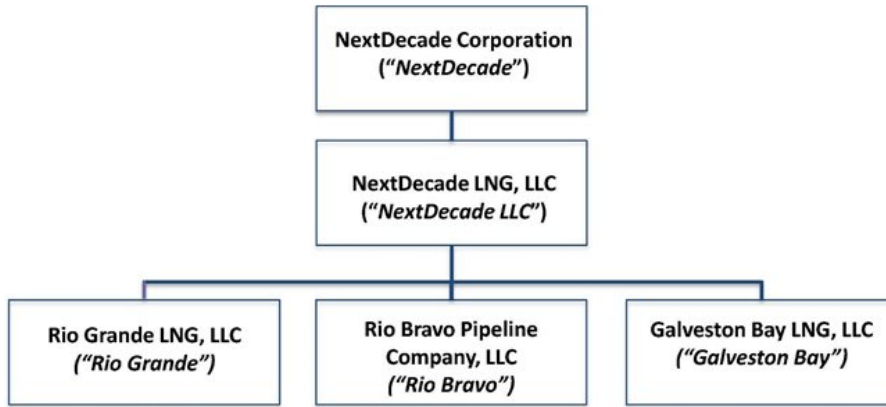 NextDecade Corporation
(“NextDecade”)
NextDecade LNG, LLC
(“NextDecade LLC”)
Rio Grande LNG, LLC
(“Rio Grande”)
Rio Bravo Pipeline
Company, LLC
(“Rio Bravo”)
Galveston Bay LNG, LLC
(“Galveston Bay”)